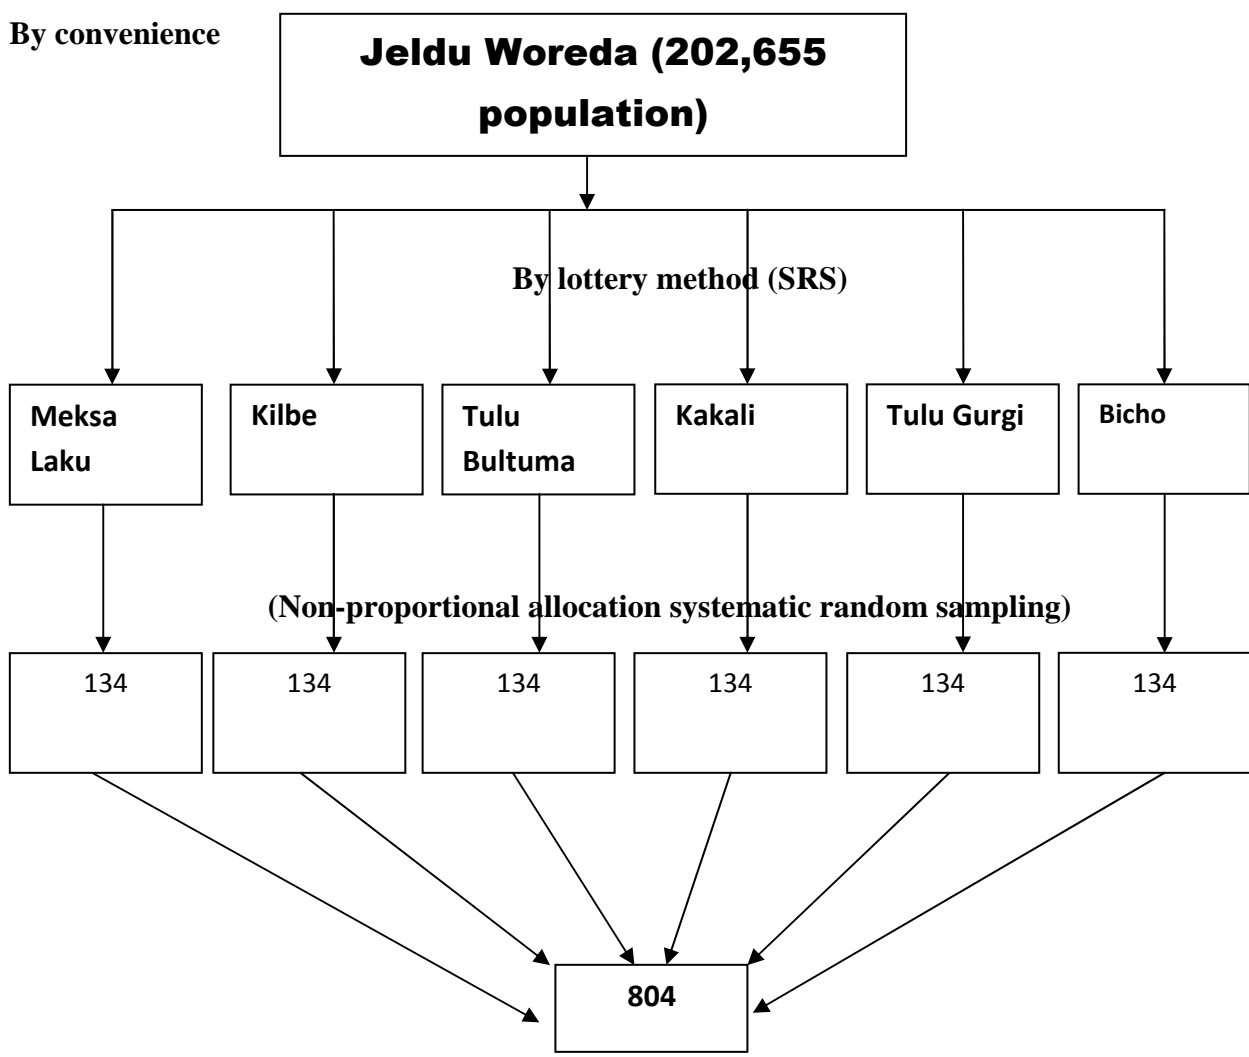 By convenience
Jeldu Woreda (202,655
population)
By lottery method (SRS)
Meksa
Laku
Kilbe
Tulu
Bultuma
Kakali
Tulu Gurgi
Bicho
(Non-proportional allocation systematic random sampling)
134
134
134
134
134
134
804